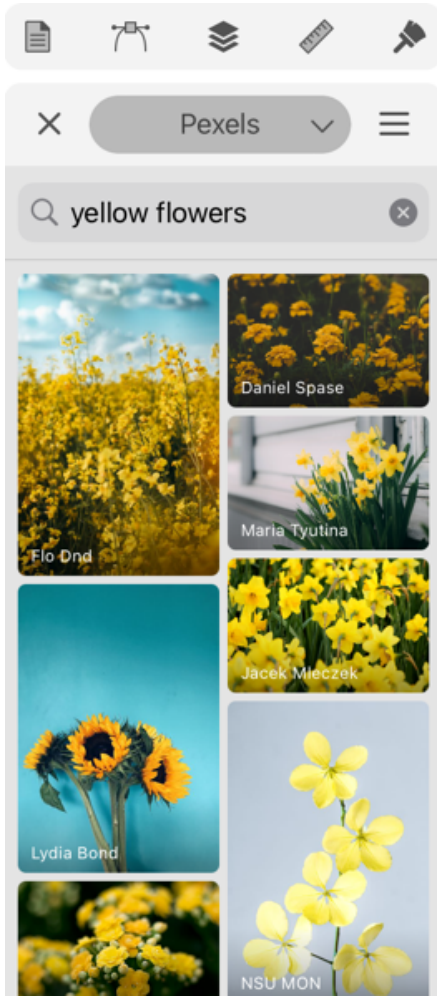 Pexels
yellow flowers
Daniel Spase
Maria Tyutina
Flo Dnd
Jacek Mleczek
Lydia Bond
NSU MON